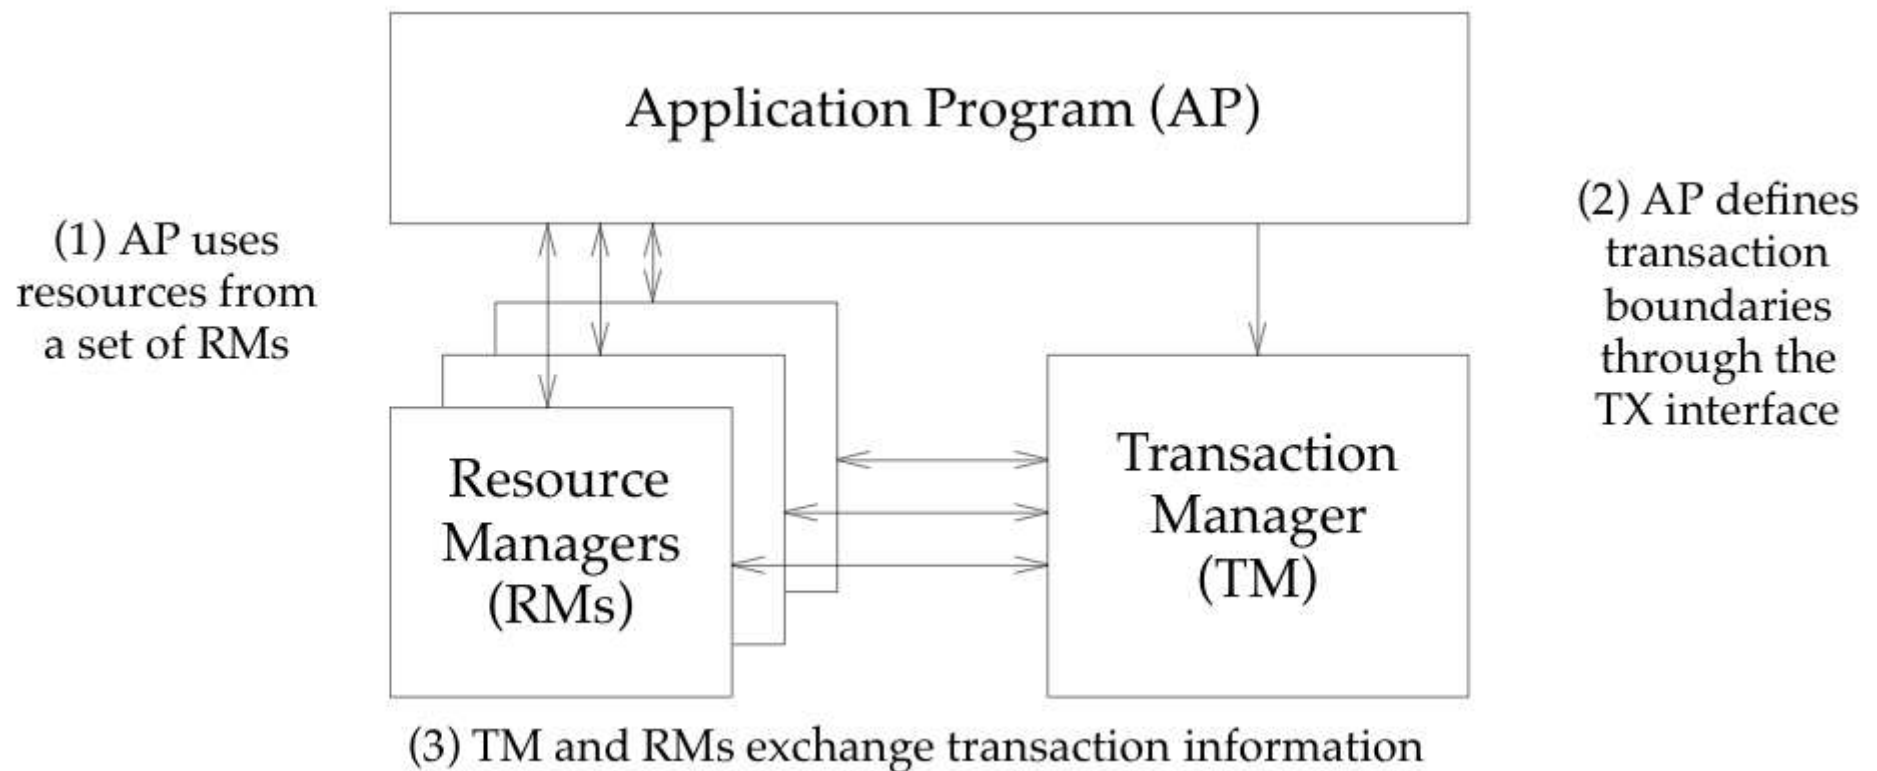 Application Program (AP)
(1) AP uses
resources from
a set of RMs
(2) AP defines
transaction
boundaries
through the
TX interface
Resource
Managers
(RMs)
Transaction
Manager
(TM)
(3) TM and RMs exchange transaction information